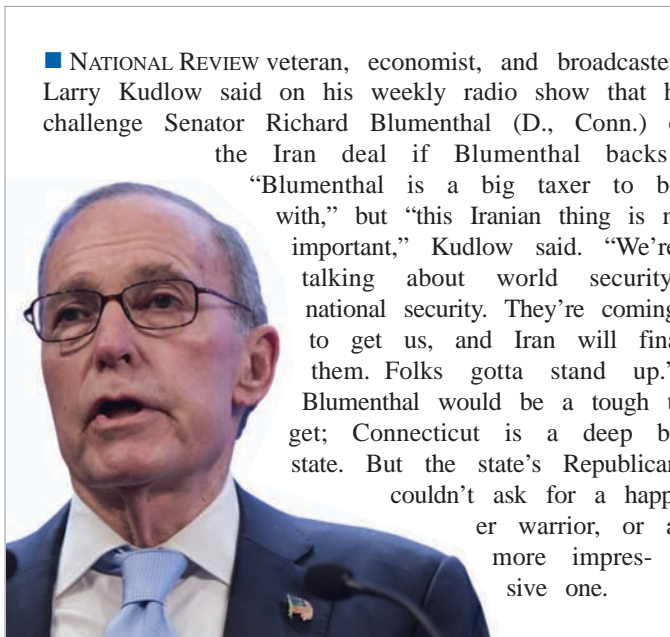 ■ NATIONAL REVIEW veteran, economist, and broadcaster
Larry Kudlow said on his weekly radio show that
challenge Senator Richard Blumenthal (D., Conn.)
the Iran deal if Blumenthal backs
“Blumenthal is a big taxer to b
with,” but “this Iranian thing is
important,” Kudlow said. “We’re
talking about world security,
national security. They’re coming
to get us, and Iran will fina
them. Folks gotta stand up.”
Blumenthal would be a tough t
get; Connecticut is a deep b
state. But the state’s Republican
couldn’t ask for a happ
er warrior, or a
more impres-
sive one.